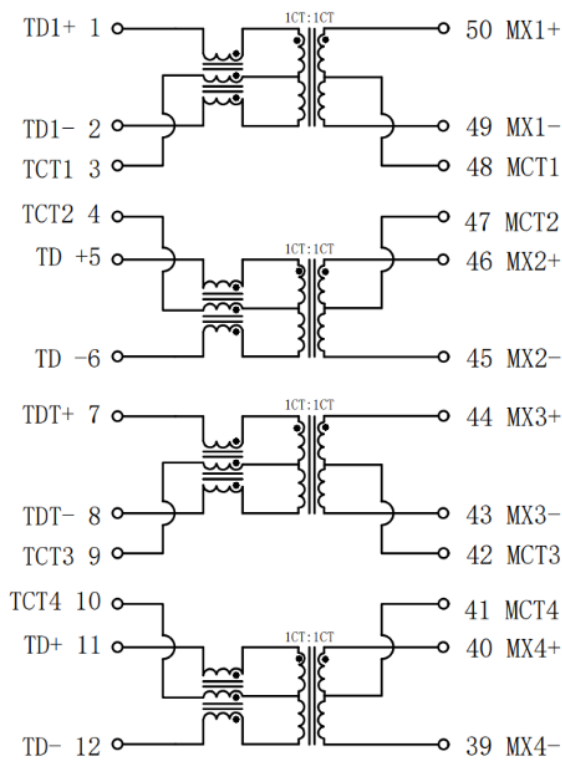 1CT:1CT
TD1+ 1
50 MX1+
TD1- 2
49 MX1-
TCT1 3
48 MCT1
TCT2 4
47 MCT2
1CT:1CT
TD +5
46 MX2+
TD -6
45 MX2-
1CT:1CT
TDT+ 7
44 MX3+
TDT- 8
43 MX3-
TCT3 9
42 MCT3
TCT4 10
41 MCT4
1CT:1CT
TD+ 11
40 MX4+
TD- 12
39 MX4-